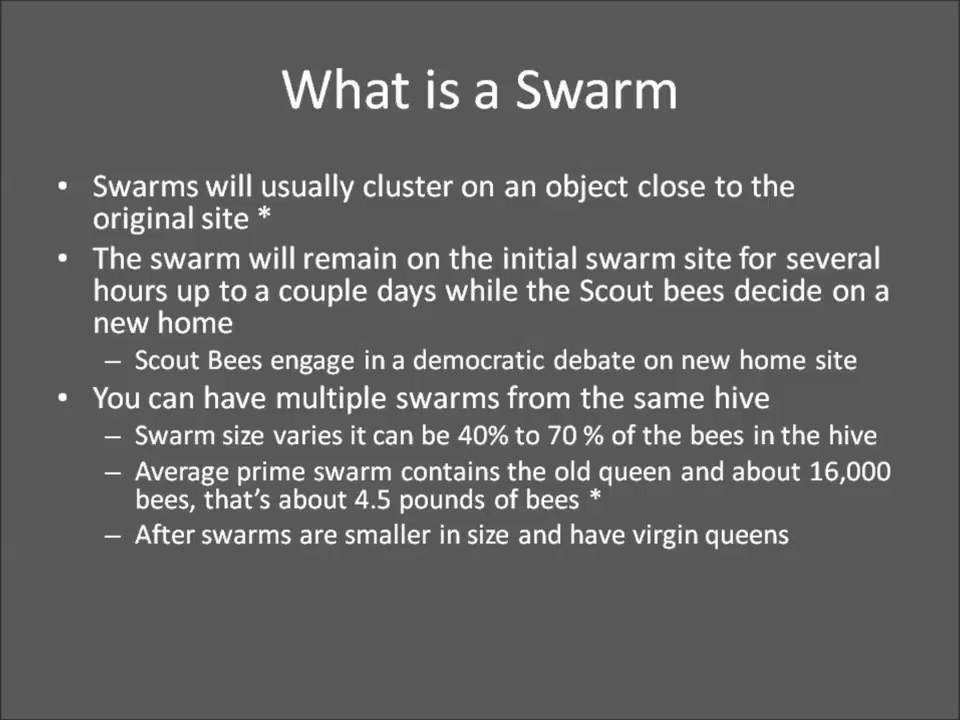 What is a Swarm
• Swarms will usually cluster on an object close to the
original site *
• The swarm will remain on the initial swarm site for several
hours up to a couple days while the Scout bees decide on a
new home
– Scout Bees engage in a democratic debate on new home site
• You can have multiple swarms from the same hive
– Swarm size varies it can be 40% to 70 % of the bees in the hive
– Average prime swarm contains the old queen and about 16,000
bees, that’s about 4.5 pounds of bees *
– After swarms are smaller in size and have virgin queens